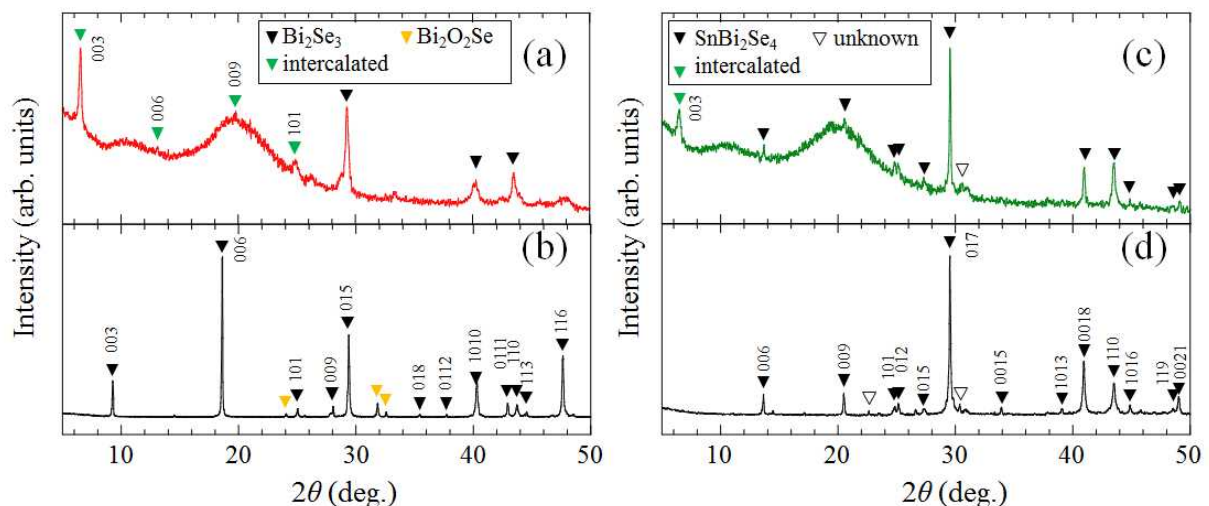 ▼Bi₂Se₃ ▼Bi₂O₂Se
▼intercalated
(a)
003
006
009
101
▼SnBi₂Se₄ ▽unknown
▼intercalated
(c)
003
Intensity (arb. units)
Intensity (arb. units)
(b)
003
006
101
009
015
018
0112
1010
0111
110
113
116
(d)
006
009
101
012
1015
017
0015
1013
0018
110
1016
119
0021
10 20 30 40 50
10 20 30 40 50
2θ (deg.)
2θ (deg.)